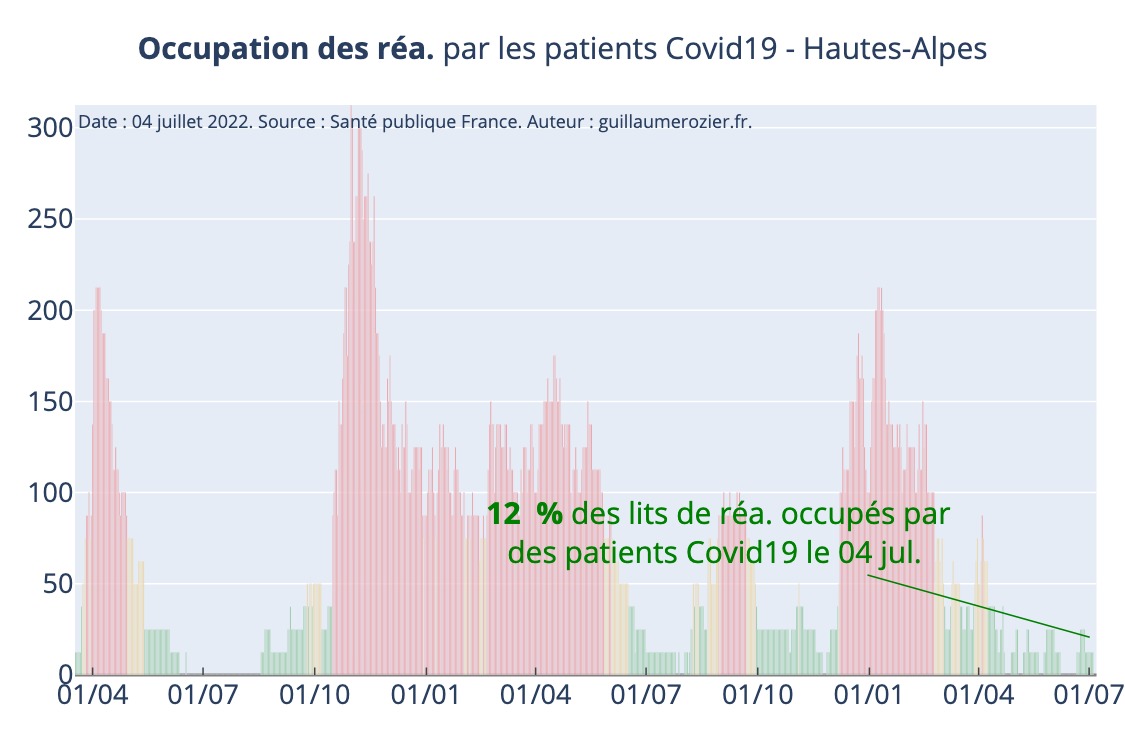 Occupation des réa. par les patients Covid19 - Hautes-Alpes
Date : 04 juillet 2022. Source : Santé publique France. Auteur : guillaumerozier.fr.
300
250
200
150
100
50
0
12  % des lits de réa. occupés par
des patients Covid19 le 04 jul.
01/04 01/07 01/10 01/01 01/04 01/07 01/10 01/01 01/04 01/07